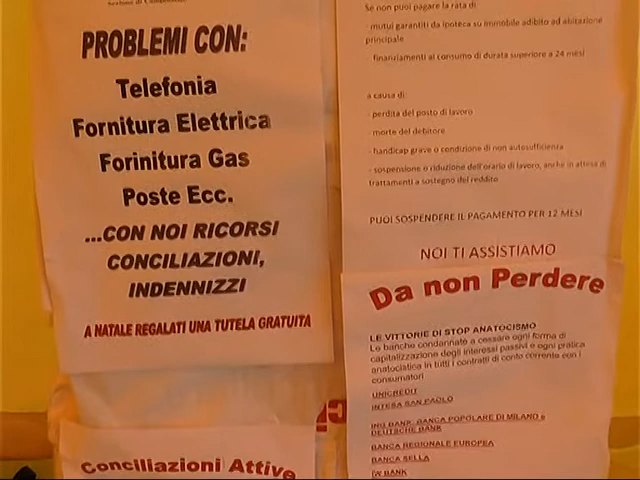 PROBLEMI CON:
Telefonia
Fornitura Elettrica
Forinitura Gas
Poste Ecc.
...CON NOI RICORSI
CONCILIAZIONI,
INDENNIZZI
A NATALE REGALATI UNA TUTELA GRATUITA
Conciliazioni Attive
Se non puoi pagare la rata di
- mutui garantiti da ipoteca su immobile adibito ad abitazione
principale
- finanziamenti al consumo di durata superiore a 24 mesi
a causa di
- perdita del posto di lavoro
- morte del debitore
- handicap grave o condizione di non autosufficienza
- sospensione o riduzione dell'orario di lavoro, anche in attesa di
trattamenti a sostegno del reddito
PUOI SOSPENDERE IL PAGAMENTO PER 12 MESI
NOI TI ASSISTIAMO
Da non Perdere
LE VITTORIE DI STOP ANATOCISMO
Le banche condannate a cessare ogni forma di
capitalizzazione degli interessi passivi e ogni pratica
anatocistica in tutti i contratti di conto corrente con i
consumatori
UNICREDIT
INTESA SAN PAOLO
ING BANK, BANCA POPOLARE DI MILANO e
DEUTSCHE BANK
BANCA REGIONALE EUROPEA
BANCA SELLA
IW BANK